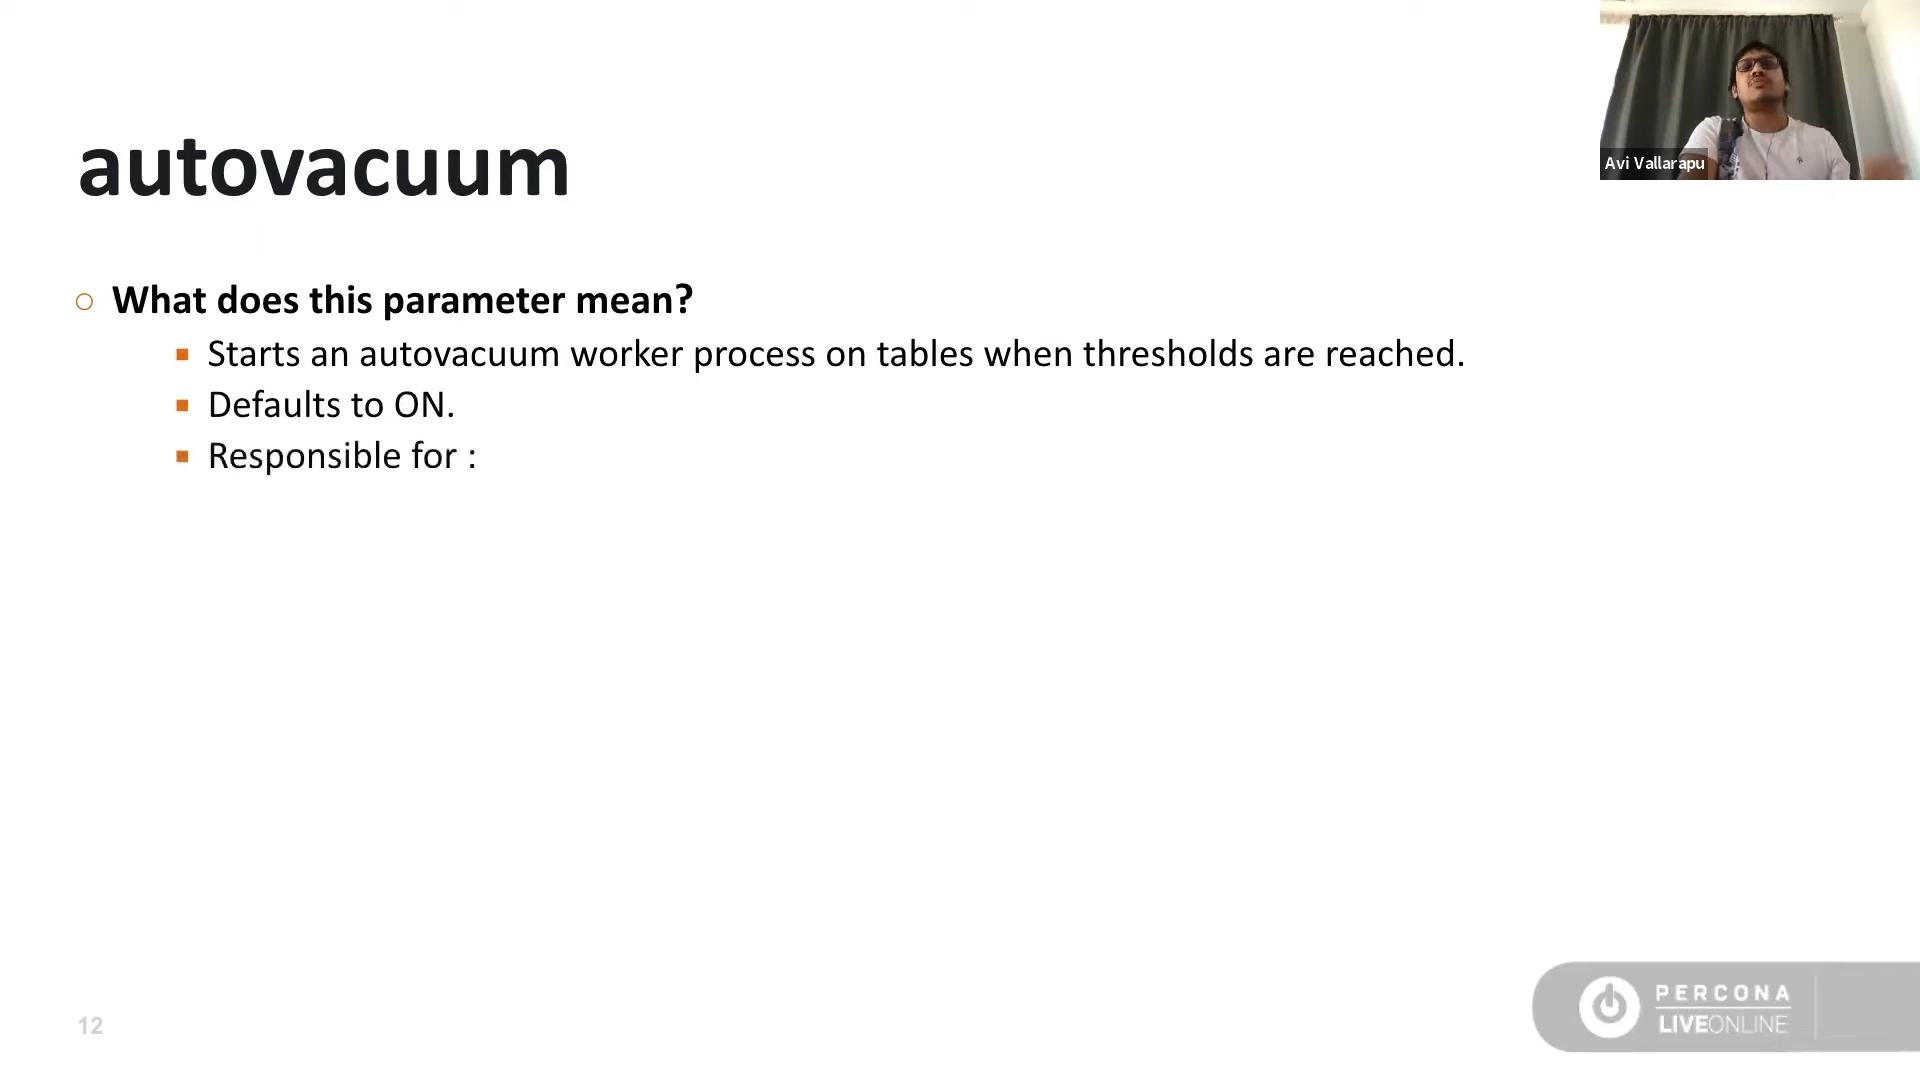 autovacuum
Avi Vallarapu
○ What does this parameter mean?
▪ Starts an autovacuum worker process on tables when thresholds are reached.
▪ Defaults to ON.
▪ Responsible for :
12
PERCONA
LIVEONLINE